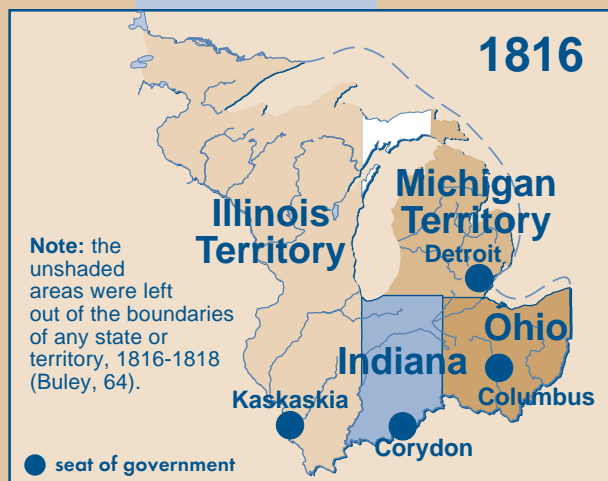 1816
Michigan
Territory
Illinois
Territory
Detroit
Note: the
unshaded
areas were left
out of the boundaries
of any state or
territory, 1816-1818
(Buley, 64).
Ohio
Indiana
Columbus
Kaskaskia
Corydon
seat of government